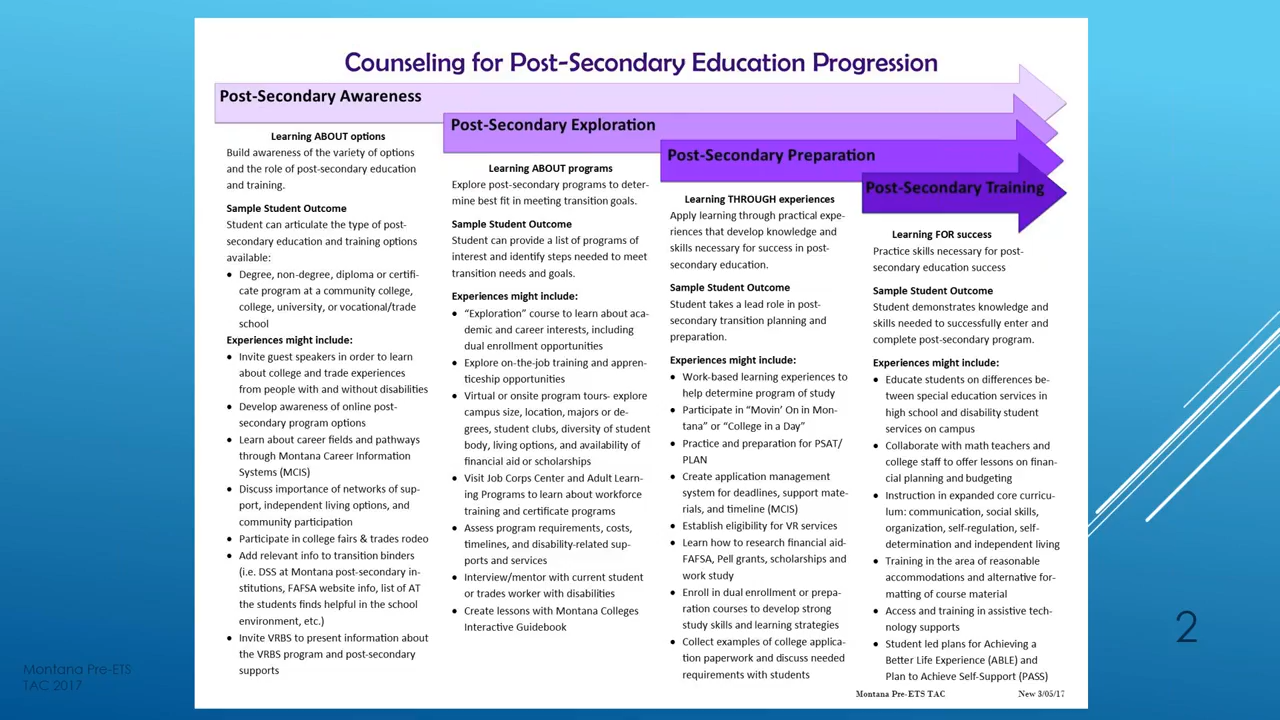 Counseling for Post-Secondary Education Progression
Post-Secondary Awareness
Learning ABOUT options
Build awareness of the variety of options
and the role of post-secondary education
and training.
Sample Student Outcome
Student can articulate the type of post-
secondary education and training options
available:
• Degree, non-degree, diploma or certifi-
cate program at a community college,
college, university, or vocational/trade
school
Experiences might include:
• Invite guest speakers in order to learn
about college and trade experiences
from people with and without disabilities
• Develop awareness of online post-
secondary program options
• Learn about career fields and pathways
through Montana Career Information
Systems (MCIS)
• Discuss importance of networks of sup-
port, independent living options, and
community participation
• Participate in college fairs & trades rodeo
• Add relevant info to transition binders
(i.e. DSS at Montana post-secondary in-
stitutions, FAFSA website info, list of AT
the students finds helpful in the school
environment, etc.)
• Invite VRBS to present information about
the VRBS program and post-secondary
supports
Post-Secondary Exploration
Learning ABOUT programs
Explore post-secondary programs to deter-
mine best fit in meeting transition goals.
Sample Student Outcome
Student can provide a list of programs of
interest and identify steps needed to meet
transition needs and goals.
Experiences might include:
• “Exploration” course to learn about aca-
demic and career interests, including
dual enrollment opportunities
• Explore on-the-job training and appren-
ticeship opportunities
• Virtual or onsite program tours- explore
campus size, location, majors or de-
grees, student clubs, diversity of student
body, living options, and availability of
financial aid or scholarships
• Visit Job Corps Center and Adult Learn-
ing Programs to learn about workforce
training and certificate programs
• Assess program requirements, costs,
timelines, and disability-related sup-
ports and services
• Interview/mentor with current student
or trades worker with disabilities
• Create lessons with Montana Colleges
Interactive Guidebook
Post-Secondary Preparation
Learning THROUGH experiences
Apply learning through practical expe-
riences that develop knowledge and
skills necessary for success in post-
secondary education.
Sample Student Outcome
Student takes a lead role in post-
secondary transition planning and
preparation.
Experiences might include:
• Work-based learning experiences to
help determine program of study
• Participate in “Movin’ On in Mon-
tana” or “College in a Day”
• Practice and preparation for PSAT/
PLAN
• Create application management
system for deadlines, support mate-
rials, and timeline (MCIS)
• Establish eligibility for VR services
• Learn how to research financial aid-
FAFSA, Pell grants, scholarships and
work study
• Enroll in dual enrollment or prepa-
ration courses to develop strong
study skills and learning strategies
• Collect examples of college applica-
tion paperwork and discuss needed
requirements with students
Post-Secondary Training
Learning FOR success
Practice skills necessary for post-
secondary education success
Sample Student Outcome
Student demonstrates knowledge and
skills needed to successfully enter and
complete post-secondary program.
Experiences might include:
• Educate students on differences be-
tween special education services in
high school and disability student
services on campus
• Collaborate with math teachers and
college staff to offer lessons on finan-
cial planning and budgeting
• Instruction in expanded core curricu-
lum: communication, social skills,
organization, self-regulation, self-
determination and independent living
• Training in the area of reasonable
accommodations and alternative for-
matting of course material
• Access and training in assistive tech-
nology supports
• Student led plans for Achieving a
Better Life Experience (ABLE) and
Plan to Achieve Self-Support (PASS)
Montana Pre-ETS TAC New 3/05/17
Montana Pre-ETS
TAC 2017
2